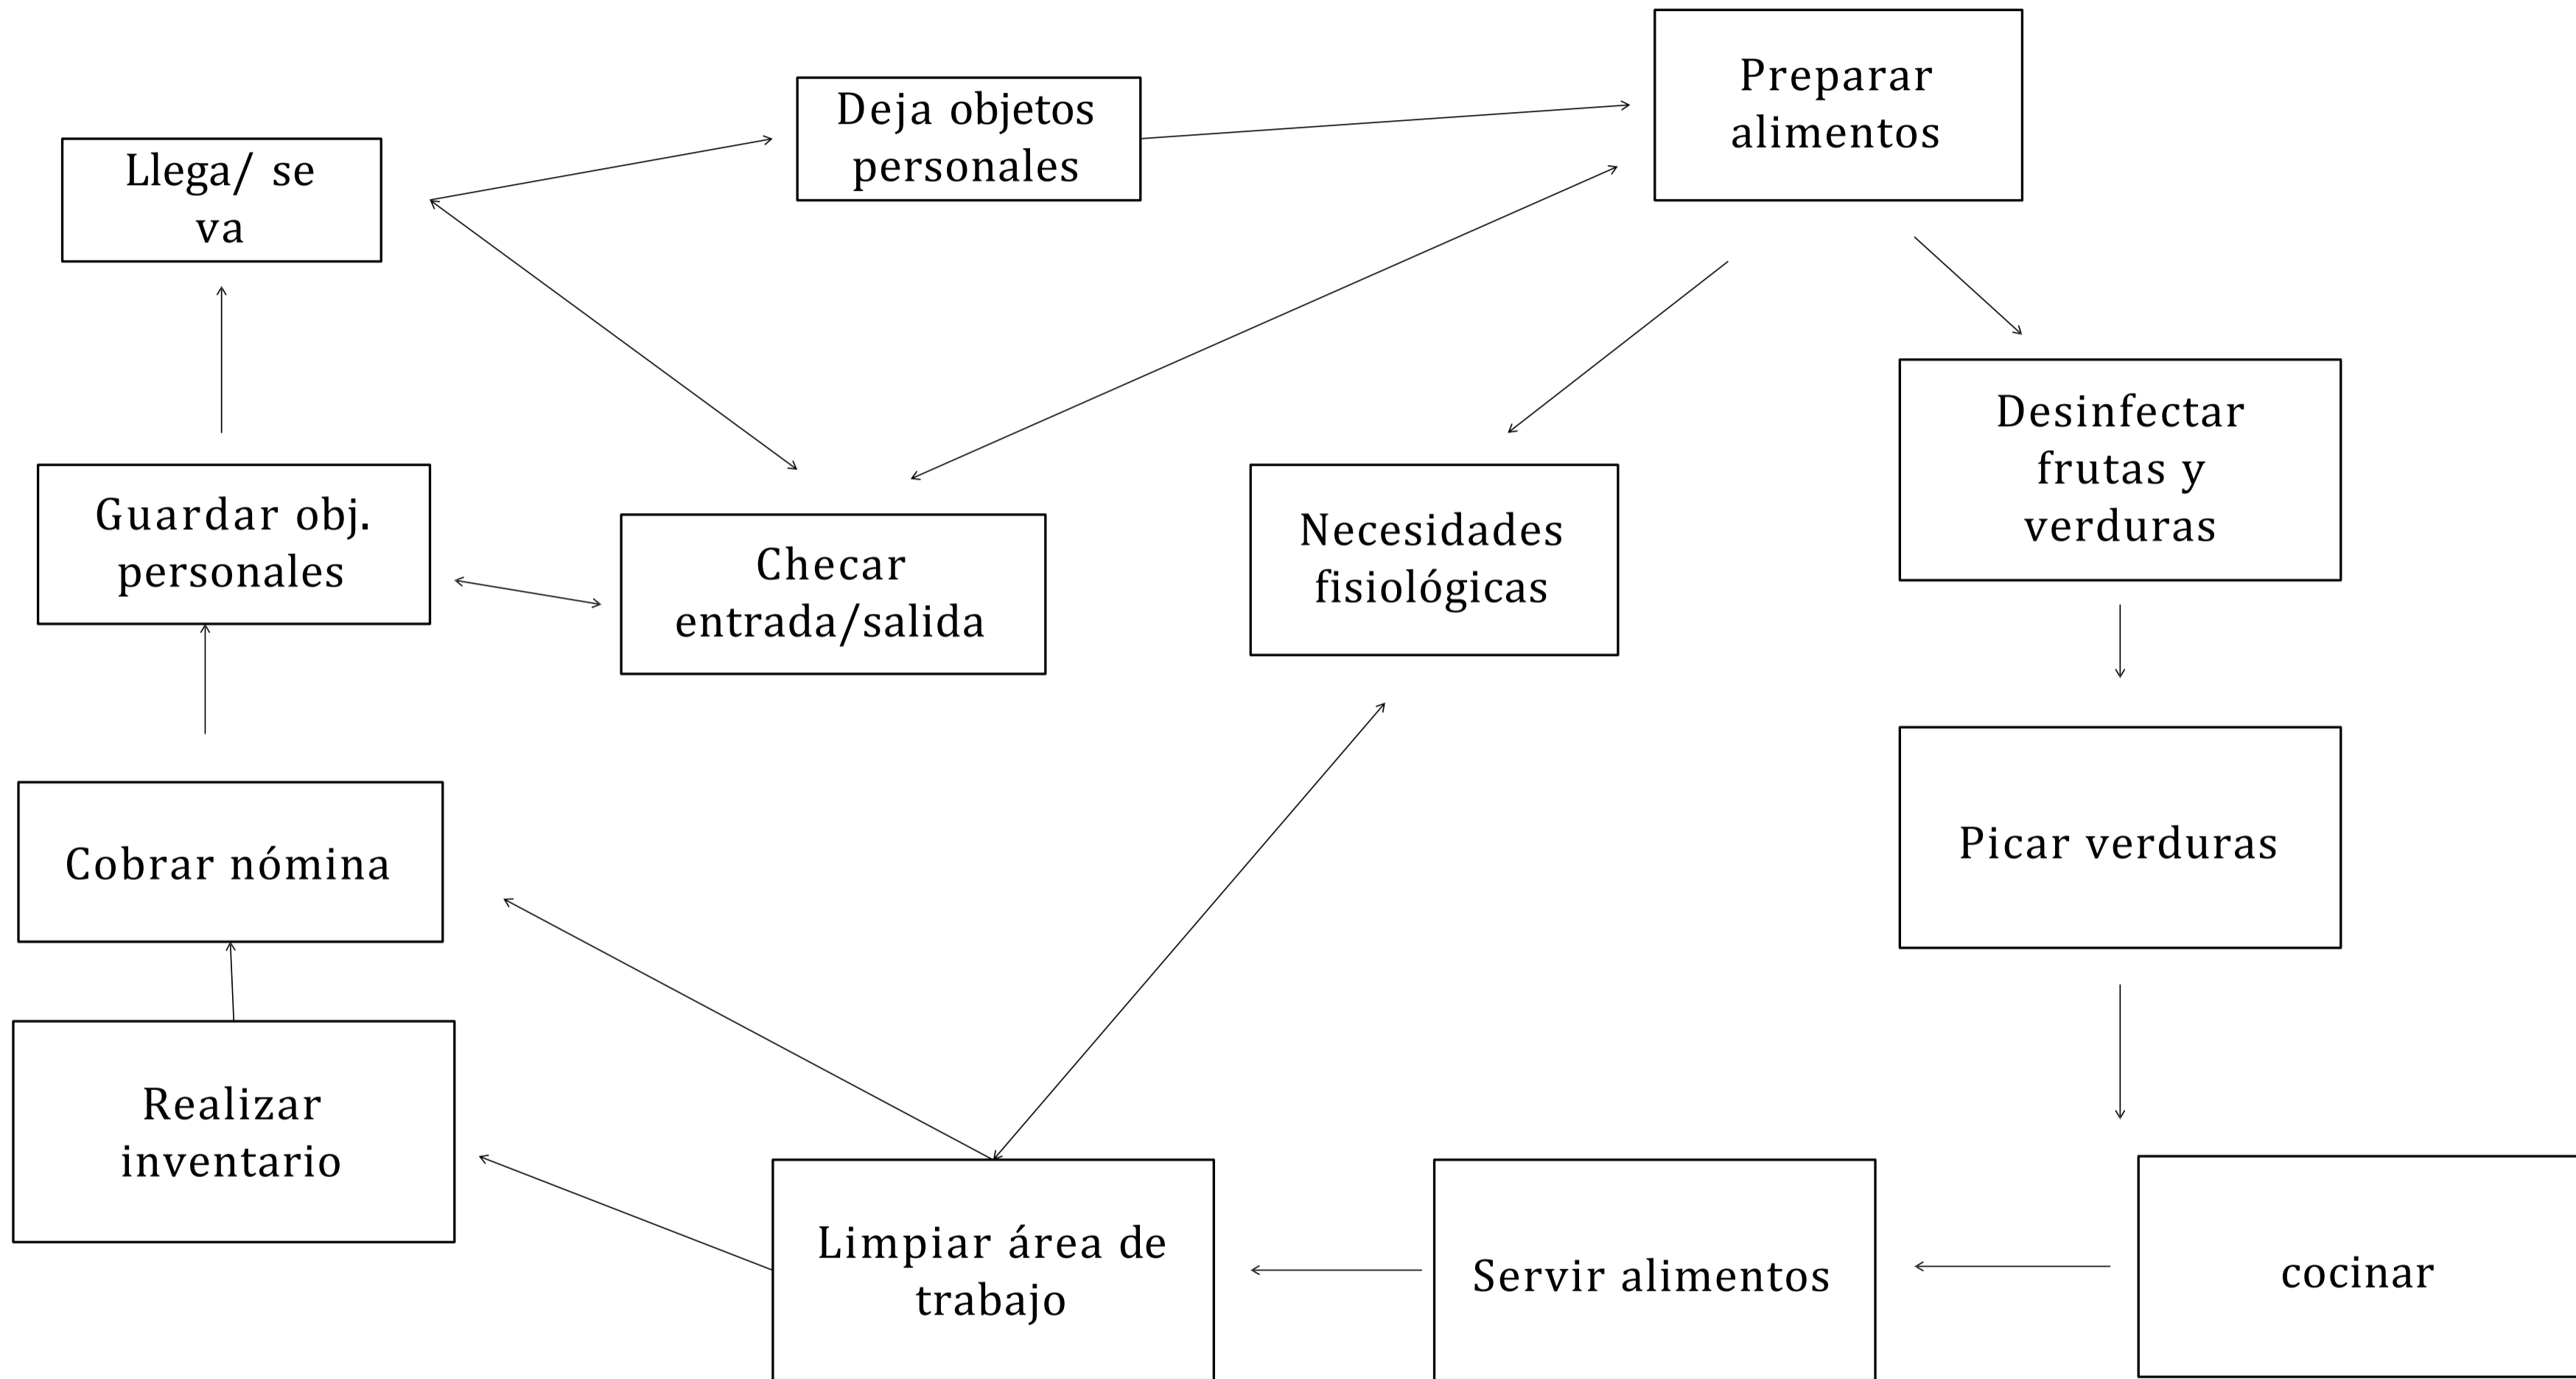 Preparar
alimentos
Deja objetos
personales
Llega/ se
va
Desinfectar
frutas y
verduras
Guardar obj.
personales
Checar
entrada/salida
Necesidades
fisiológicas
Cobrar nómina
Picar verduras
Realizar
inventario
Limpiar área de
trabajo
Servir alimentos
cocinar